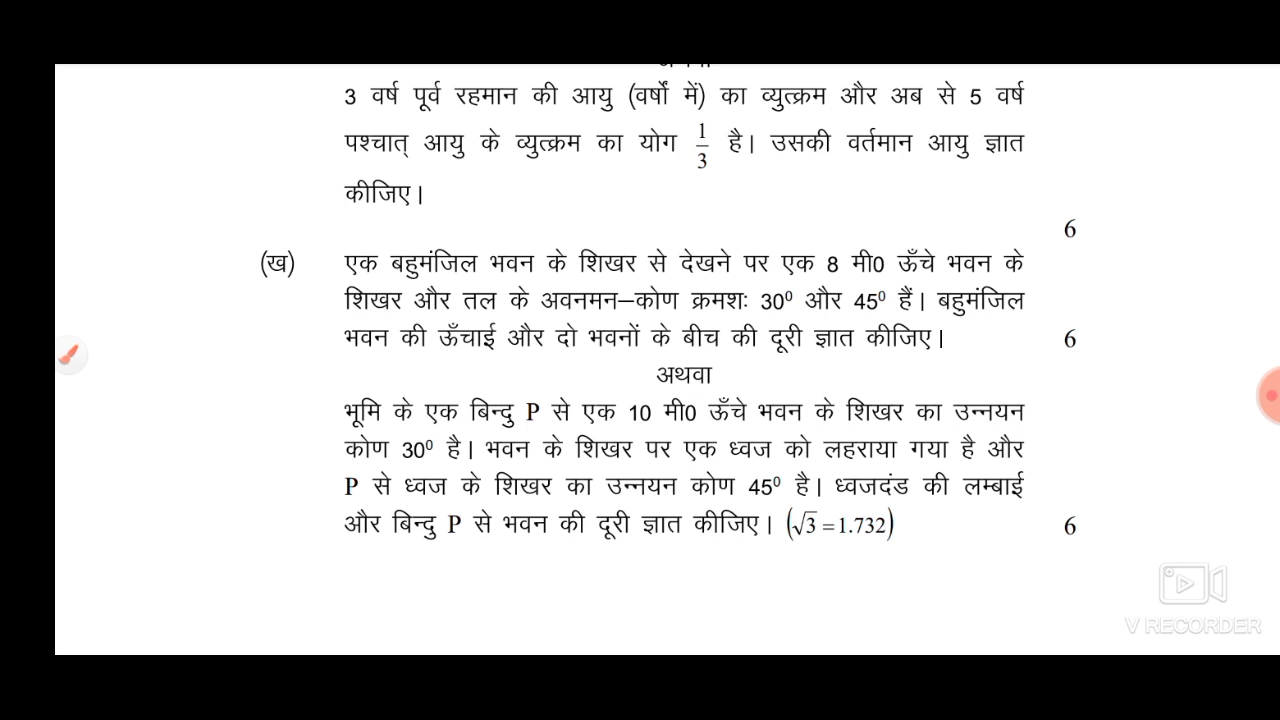 3 वर्ष पूर्व रहमान की आयु (वर्षों में) का व्युत्क्रम और अब से 5 वर्ष
पश्चात् आयु के व्युत्क्रम का योग 1/3 है। उसकी वर्तमान आयु ज्ञात
कीजिए।
6
(ख) एक बहुमंजिल भवन के शिखर से देखने पर एक 8 मी0 ऊँचे भवन के
शिखर और तल के अवनमन–कोण क्रमशः 30⁰ और 45⁰ हैं। बहुमंजिल
भवन की ऊँचाई और दो भवनों के बीच की दूरी ज्ञात कीजिए। 6
अथवा
भूमि के एक बिन्दु P से एक 10 मी0 ऊँचे भवन के शिखर का उन्नयन
कोण 30⁰ है। भवन के शिखर पर एक ध्वज को लहराया गया है और
P से ध्वज के शिखर का उन्नयन कोण 45⁰ है। ध्वजदंड की लम्बाई
और बिन्दु P से भवन की दूरी ज्ञात कीजिए। (√3 = 1.732) 6
V RECORDER